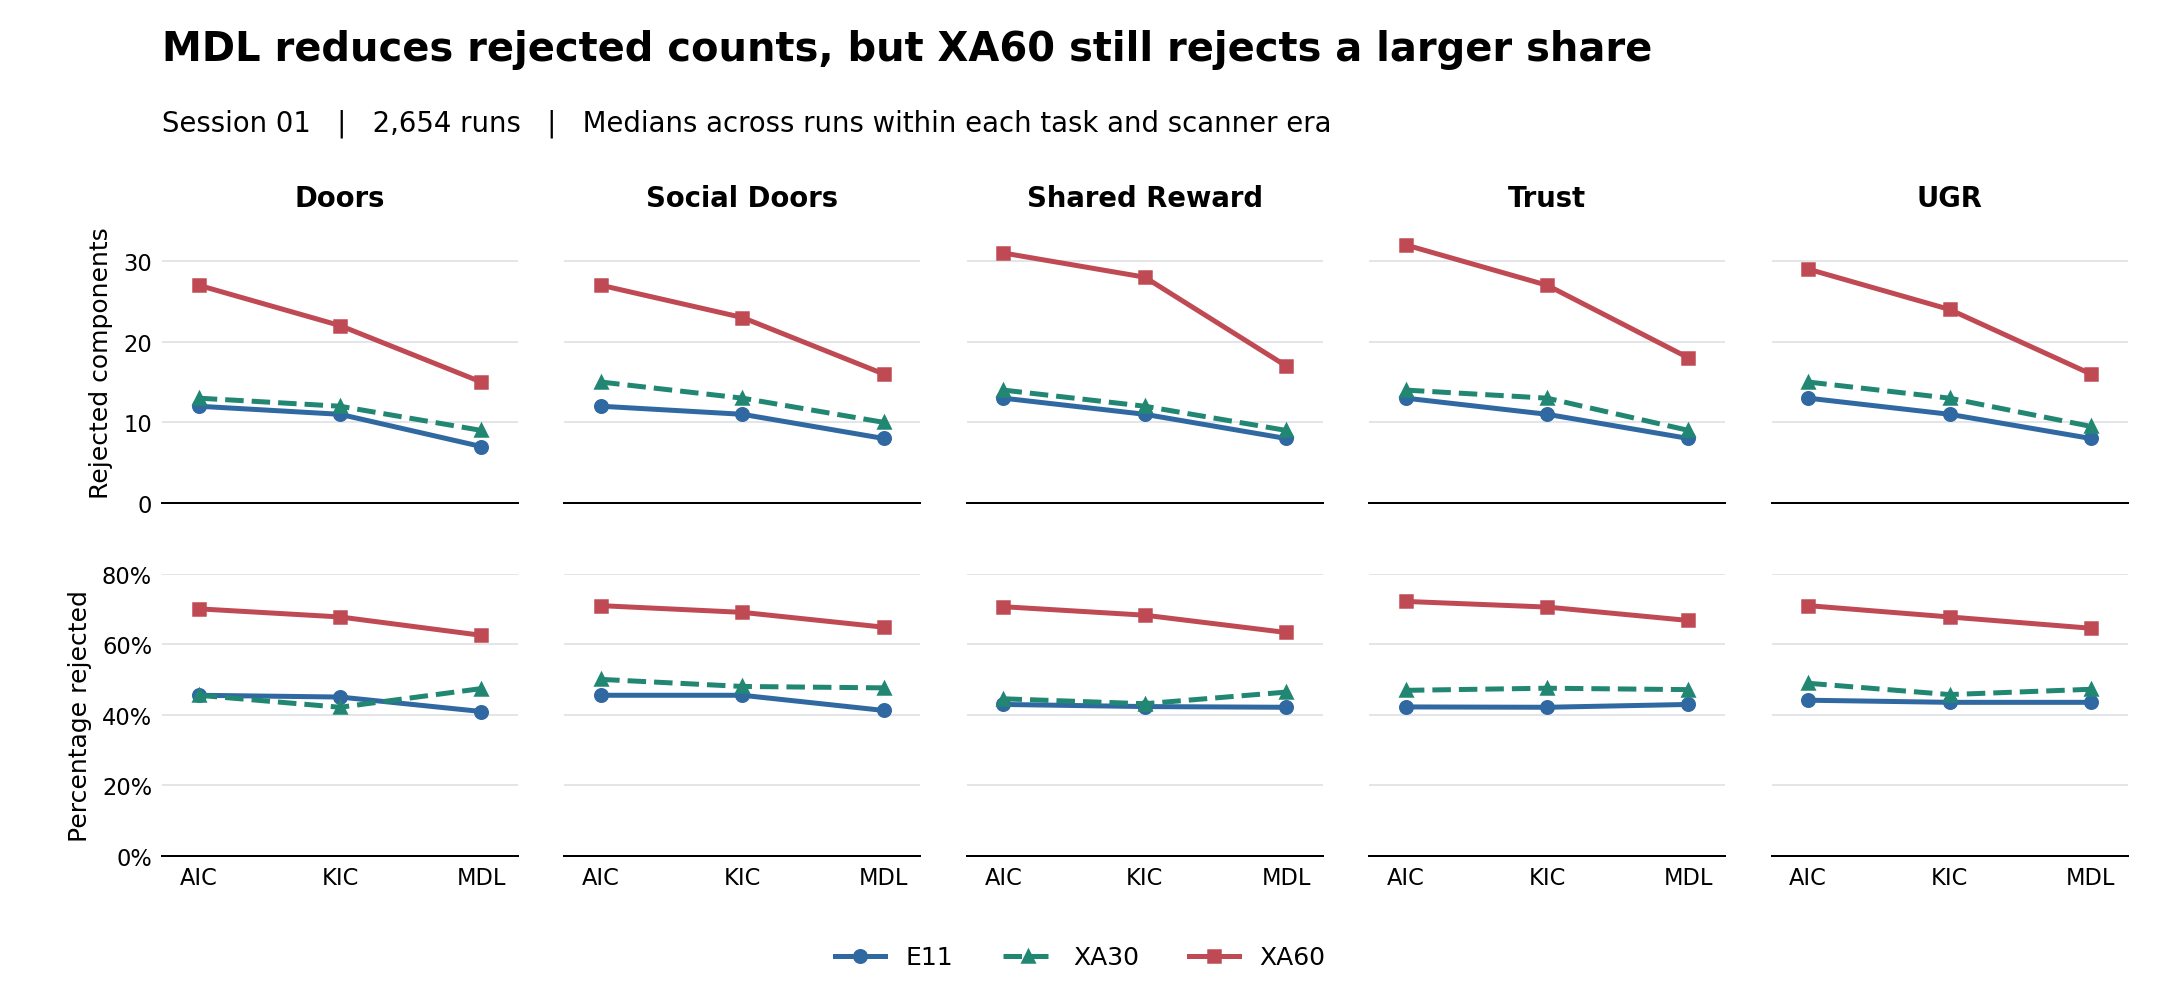 MDL reduces rejected counts, but XA60 still rejects a larger share
Session 01 | 2,654 runs | Medians across runs within each task and scanner era
Doors
Social Doors
Shared Reward
Trust
UGR
Rejected components
30
20
10
0
Percentage rejected
80%
60%
40%
20%
0%
AIC KIC MDL
AIC KIC MDL
AIC KIC MDL
AIC KIC MDL
AIC KIC MDL
E11 XA30 XA60